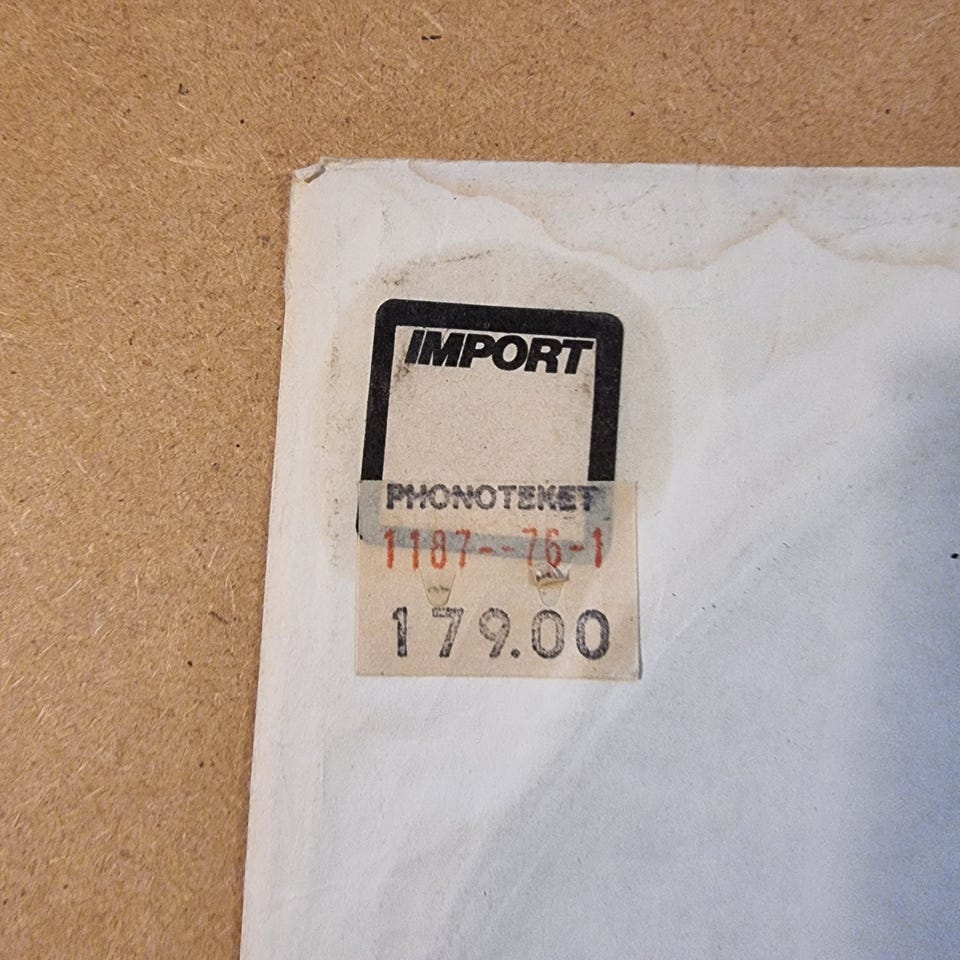 IMPORT
PHONOTEKET
1187--76-1
179.00